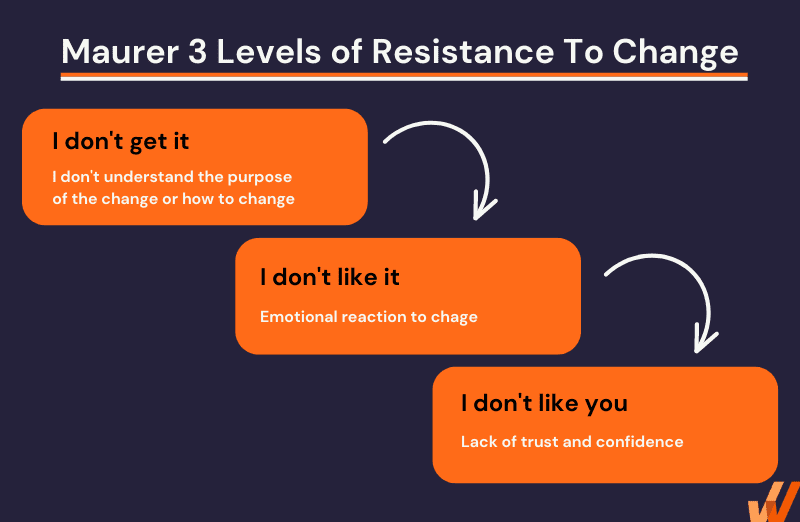 Maurer 3 Levels of Resistance To Change
I don't get it
I don't understand the purpose
of the change or how to change
I don't like it
Emotional reaction to chage
I don't like you
Lack of trust and confidence